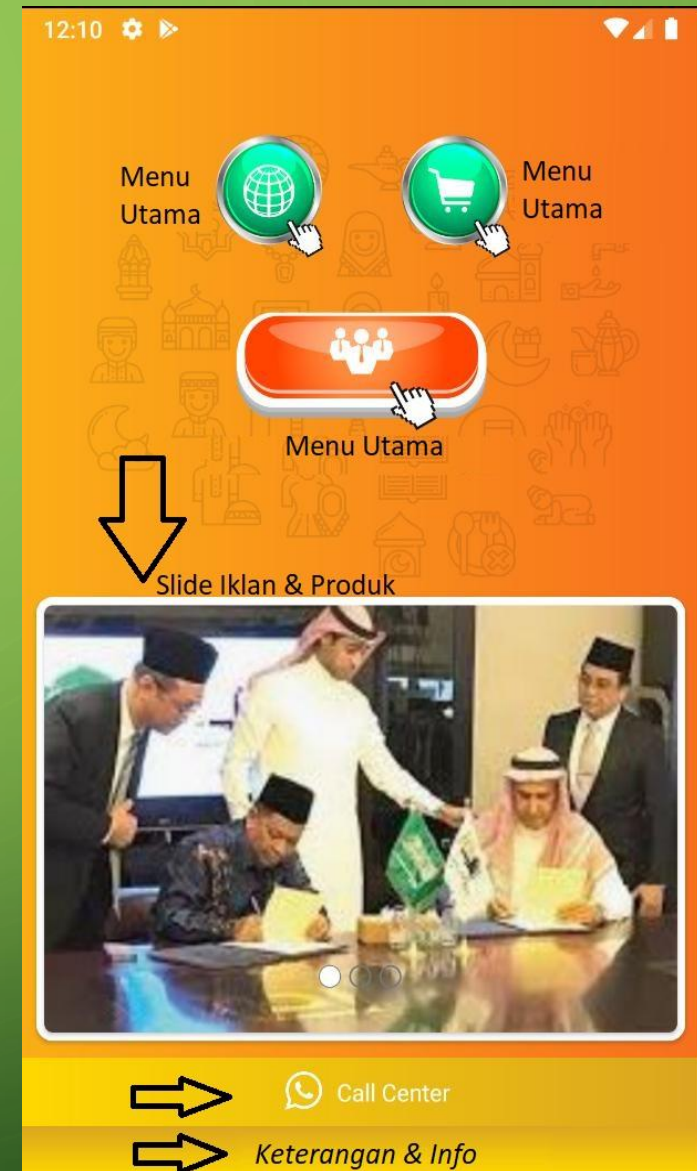 12:10
Menu
Utama
Menu
Utama
Menu Utama
Slide Iklan & Produk
Call Center
Keterangan & Info